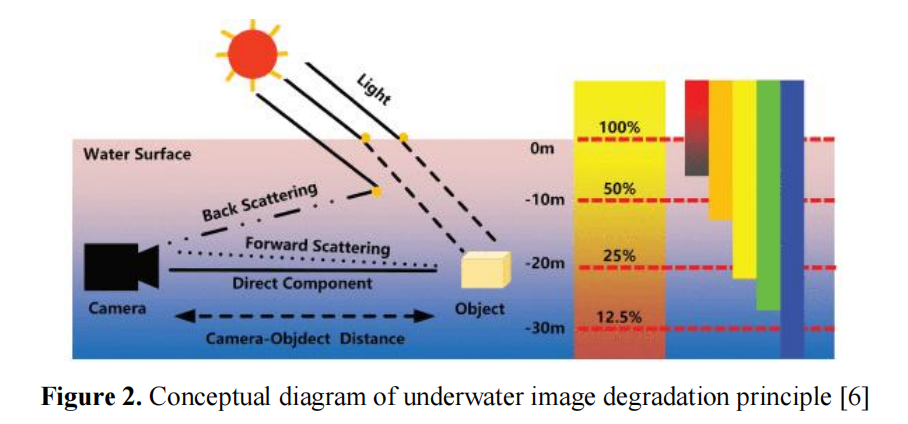 Light
Water Surface
Back Scattering
Forward Scattering
Direct Component
Camera
Object
Camera-Objdect Distance
0m
-10m
-20m
-30m
100%
50%
25%
12.5%
Figure 2. Conceptual diagram of underwater image degradation principle [6]